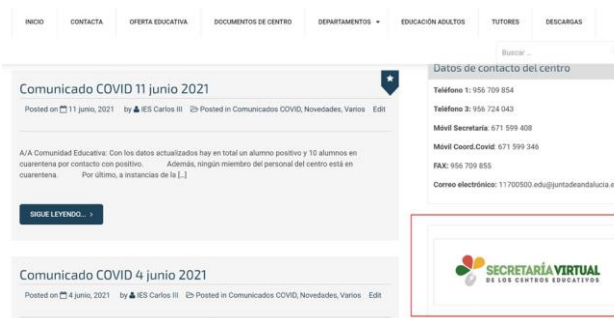 INICIO CONTACTA OFERTA EDUCATIVA DOCUMENTOS DE CENTRO DEPARTAMENTOS EDUCACIÓN ADULTOS TUTORES DESCARGAS
Buscar ...
Comunicado COVID 11 junio 2021
Posted on 11 junio, 2021 by IES Carlos III Posted in Comunicados COVID, Novedades, Varios Edit
A/A Comunidad Educativa: Con los datos actualizados hay en total un alumno positivo y 10 alumnos en
cuarentena por contacto con positivo. Además, ningún miembro del personal del centro está en
cuarentena. Por último, a instancias de la [...]
SIGUE LEYENDO... >
Comunicado COVID 4 junio 2021
Posted on 4 junio, 2021 by IES Carlos III Posted in Comunicados COVID, Novedades, Varios Edit
Datos de contacto del centro
Teléfono 1: 956 709 854
Teléfono 3: 956 724 043
Móvil Secretaría: 671 599 408
Móvil Coord.Covid: 671 599 346
FAX: 956 709 855
Correo electrónico: 11700500.edu@juntadeandalucia.e
SECRETARÍA VIRTUAL
DE LOS CENTROS EDUCATIVOS